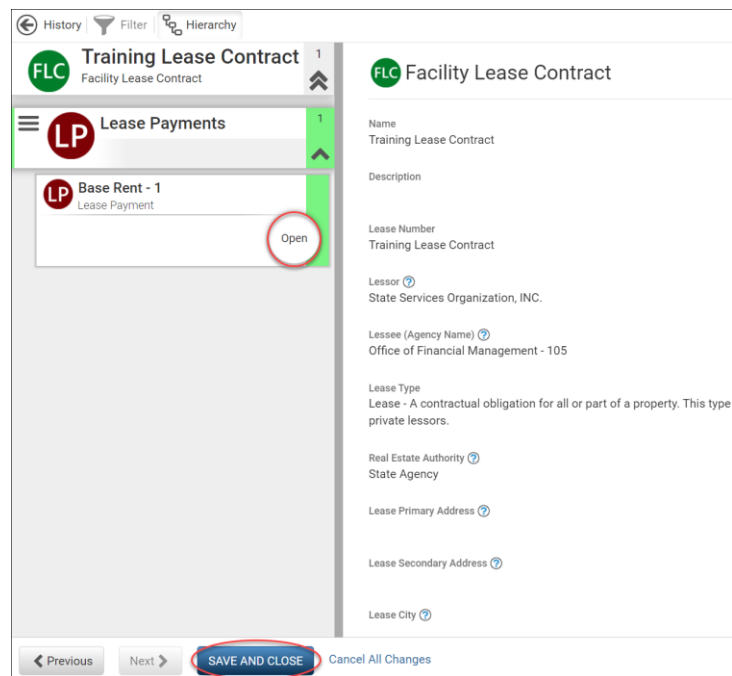 History Filter Hierarchy
FLC Training Lease Contract 1
Facility Lease Contract
LP Lease Payments 1
LP Base Rent - 1
Lease Payment
Open
FLC Facility Lease Contract
Name
Training Lease Contract
Description
Lease Number
Training Lease Contract
Lessor ?
State Services Organization, INC.
Lessee (Agency Name) ?
Office of Financial Management - 105
Lease Type
Lease - A contractual obligation for all or part of a property. This type
private lessors.
Real Estate Authority ?
State Agency
Lease Primary Address ?
Lease Secondary Address ?
Lease City ?
Previous Next SAVE AND CLOSE Cancel All Changes